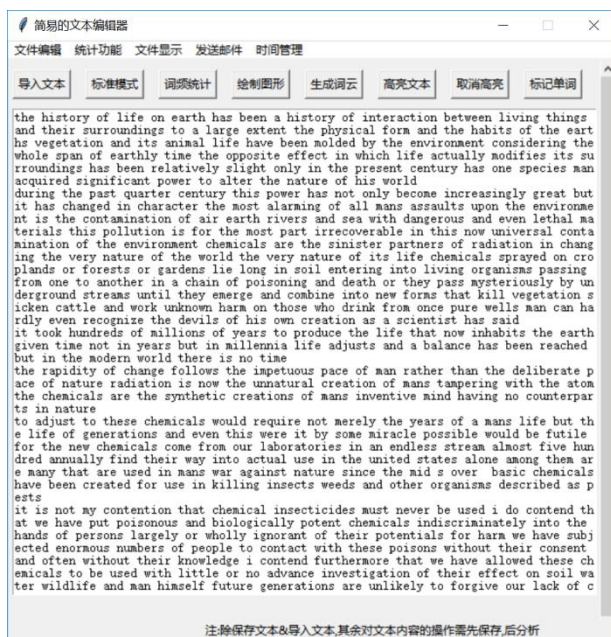 简易的文本编辑器
文件编辑 统计功能 文件显示 发送邮件 时间管理
导入文本 标准模式 词频统计 绘制图形 生成词云 高亮文本 取消高亮 标记单词
the history of life on earth has been a history of interaction between living things
and their surroundings to a large extent the physical form and the habits of the eart
hs vegetation and its animal life have been molded by the environment considering the
whole span of earthly time the opposite effect in which life actually modifies its su
rroundings has been relatively slight only in the present century has one species man
acquired significant power to alter the nature of his world
during the past quarter century this power has not only become increasingly great but
it has changed in character the most alarming of all mans assaults upon the environme
nt is the contamination of air earth rivers and sea with dangerous and even lethal ma
terials this pollution is for the most part irrecoverable in this now universal conta
mination of the environment chemicals are the sinister partners of radiation in chang
ing the very nature of the world the very nature of its life chemicals sprayed on cro
plands or forests or gardens lie long in soil entering into living organisms passing
from one to another in a chain of poisoning and death or they pass mysteriously by un
derground streams until they emerge and combine into new forms that kill vegetation s
icken cattle and work unknown harm on those who drink from once pure wells man can ha
rdly even recognize the devils of his own creation as a scientist has said
it took hundreds of millions of years to produce the life that now inhabits the earth
given time not in years but in millennia life adjusts and a balance has been reached
but in the modern world there is no time
the rapidity of change follows the impetuous pace of man rather than the deliberate p
ace of nature radiation is now the unnatural creation of mans tampering with the atom
the chemicals are the synthetic creations of mans inventive mind having no counterpar
ts in nature
to adjust to these chemicals would require not merely the years of a mans life but th
e life of generations and even this were it by some miracle possible would be futile
for the new chemicals come from our laboratories in an endless stream almost five hun
dred annually find their way into actual use in the united states alone among them ar
e many that are used in mans war against nature since the mid s over basic chemicals
have been created for use in killing insects weeds and other organisms described as p
ests
it is not my contention that chemical insecticides must never be used i do contend th
at we have put poisonous and biologically potent chemicals indiscriminately into the
hands of persons largely or wholly ignorant of their potentials for harm we have subj
ected enormous numbers of people to contact with these poisons without their consent
and often without their knowledge i contend furthermore that we have allowed these ch
emicals to be used with little or no advance investigation of their effect on soil wa
ter wildlife and man himself future generations are unlikely to forgive our lack of c
注:除保存文本&导入文本,其余对文本内容的操作需先保存,后分析